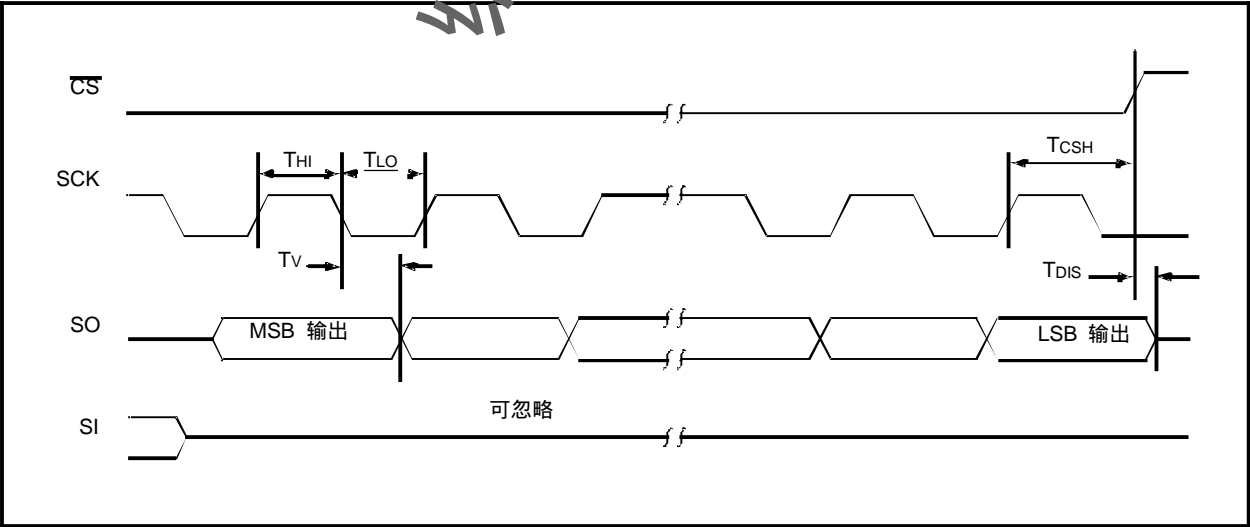 CS
THI
TLO
TCSH
SCK
TV
TDIS
SO
MSB 输出
LSB 输出
可忽略
SI